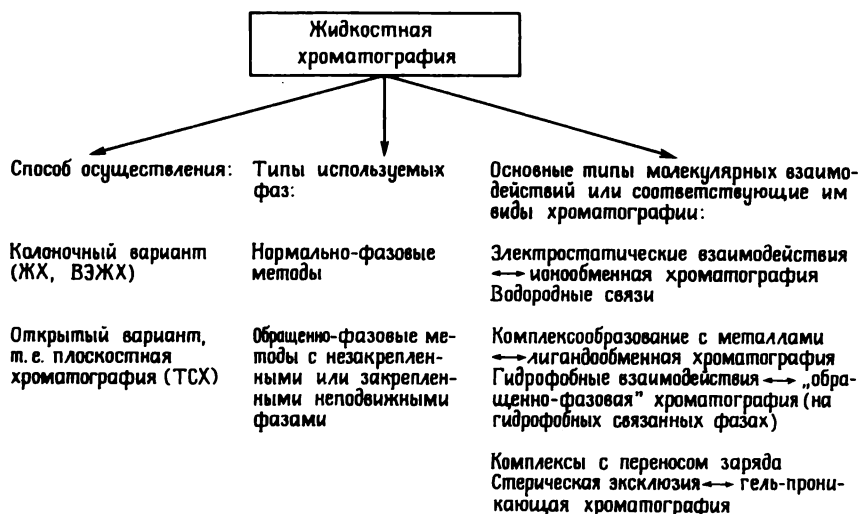 Жидкостная
хроматография
Способ осуществления:
Колоночный вариант
(ЖХ, ВЭЖХ)
Открытый вариант,
т. е. плоскостная
хроматография (ТСХ)
Типы используемых
фаз:
Нормально-фазовые
методы
Обращенно-фазовые ме-
тоды с незакреплен-
ными или закреплен-
ными неподвижными
фазами
Основные типы молекулярных взаимо-
действий или соответствующие им
виды хроматографии:
Электростатические взаимодействия
↔ ионообменная хроматография
Водородные связи
Комплексообразование с металлами
↔ лигандообменная хроматография
Гидрофобные взаимодействия ↔ „обра-
щенно-фазовая" хроматография (на
гидрофобных связанных фазах)
Комплексы с переносом заряда
Стерическая эксклюзия ↔ гель-прони-
кающая хроматография